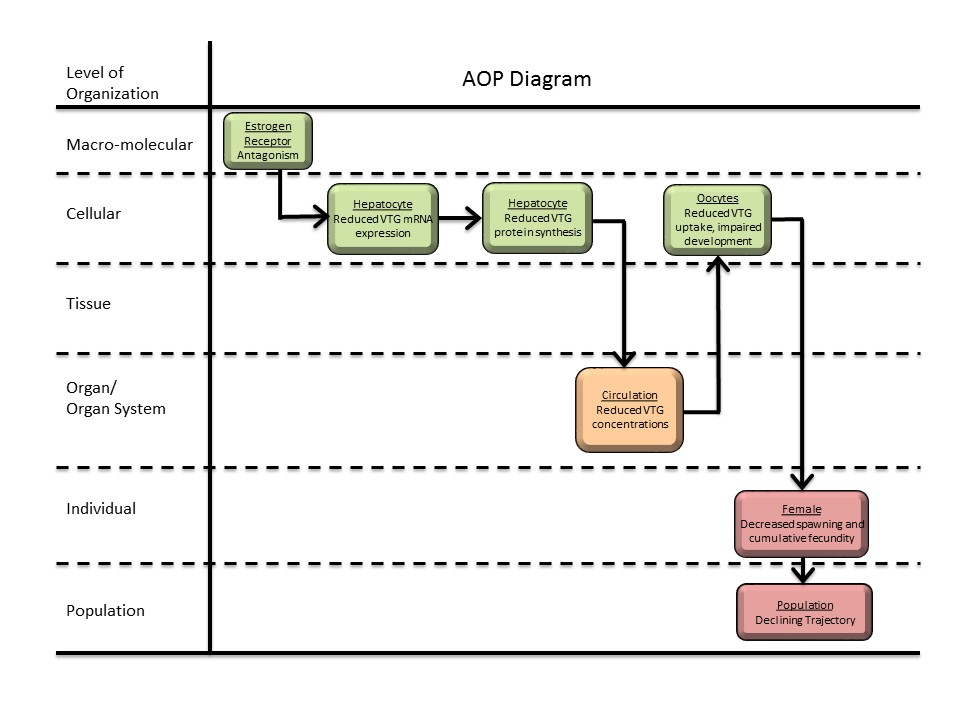 Level of
Organization
AOP Diagram
Macro-molecular
Estrogen
Receptor
Antagonism
Cellular
Hepatocyte
Reduced VTG mRNA
expression
Hepatocyte
Reduced VTG
protein synthesis
Oocytes
Reduced VTG
uptake, impaired
development
Tissue
Organ/
Organ System
Circulation
Reduced VTG
concentrations
Individual
Female
Decreased spawning and
cumulative fecundity
Population
Population
Declining Trajectory